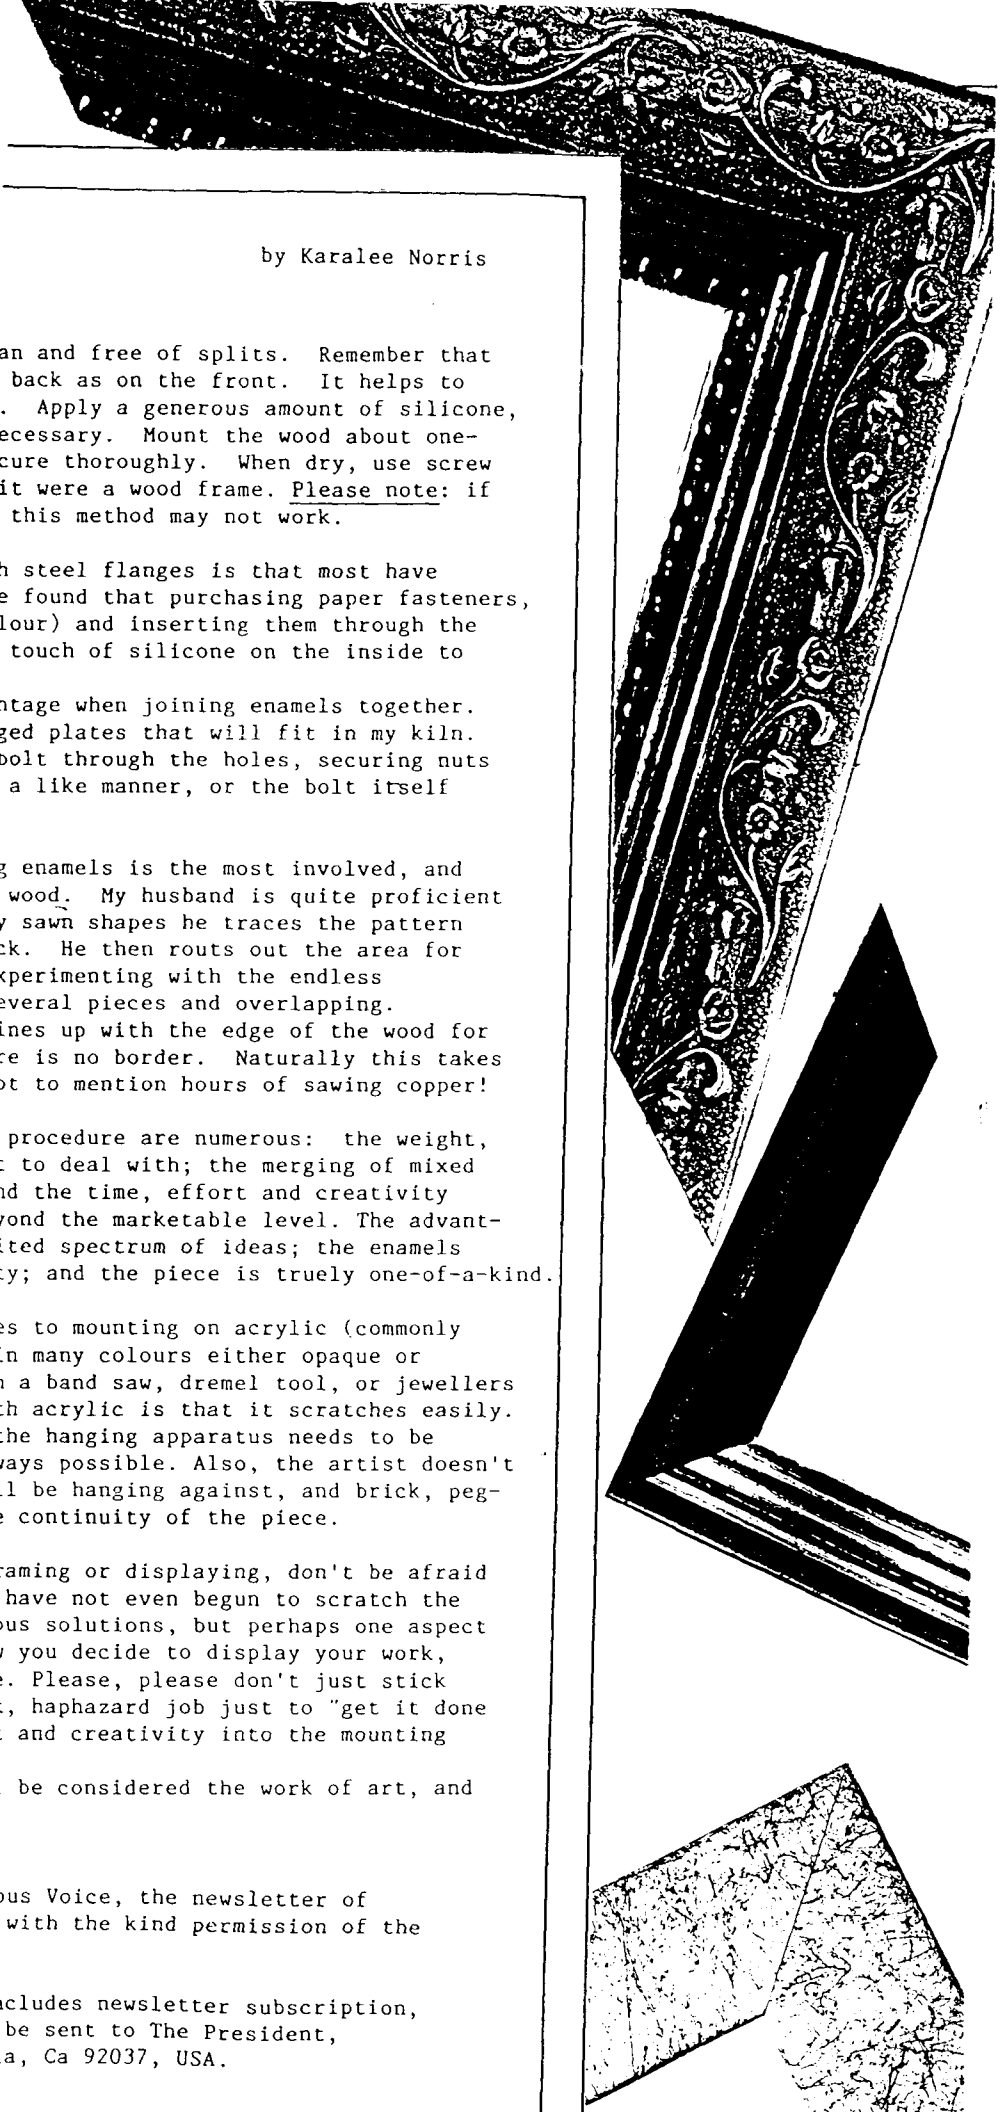 by Karalee Norris
an and free of splits. Remember that
back as on the front. It helps to
. Apply a generous amount of silicone,
ecessary. Mount the wood about one-
cure thoroughly. When dry, use screw
it were a wood frame. Please note: if
this method may not work.
h steel flanges is that most have
e found that purchasing paper fasteners,
lour) and inserting them through the
touch of silicone on the inside to
ntage when joining enamels together.
ged plates that will fit in my kiln.
bolt through the holes, securing nuts
a like manner, or the bolt itself
g enamels is the most involved, and
wood. My husband is quite proficient
y sawn shapes he traces the pattern
ck. He then routs out the area for
xperimenting with the endless
everal pieces and overlapping.
ines up with the edge of the wood for
re is no border. Naturally this takes
ot to mention hours of sawing copper!
procedure are numerous: the weight,
t to deal with; the merging of mixed
nd the time, effort and creativity
yond the marketable level. The advant-
ited spectrum of ideas; the enamels
ty; and the piece is truely one-of-a-kind.
es to mounting on acrylic (commonly
in many colours either opaque or
h a band saw, dremel tool, or jewellers
th acrylic is that it scratches easily.
the hanging apparatus needs to be
ways possible. Also, the artist doesn't
ll be hanging against, and brick, peg-
e continuity of the piece.
raming or displaying, don't be afraid
have not even begun to scratch the
ous solutions, but perhaps one aspect
w you decide to display your work,
e. Please, please don't just stick
k, haphazard job just to "get it done
t and creativity into the mounting
l be considered the work of art, and
ous Voice, the newsletter of
with the kind permission of the
ncludes newsletter subscription,
be sent to The President,
la, Ca 92037, USA.